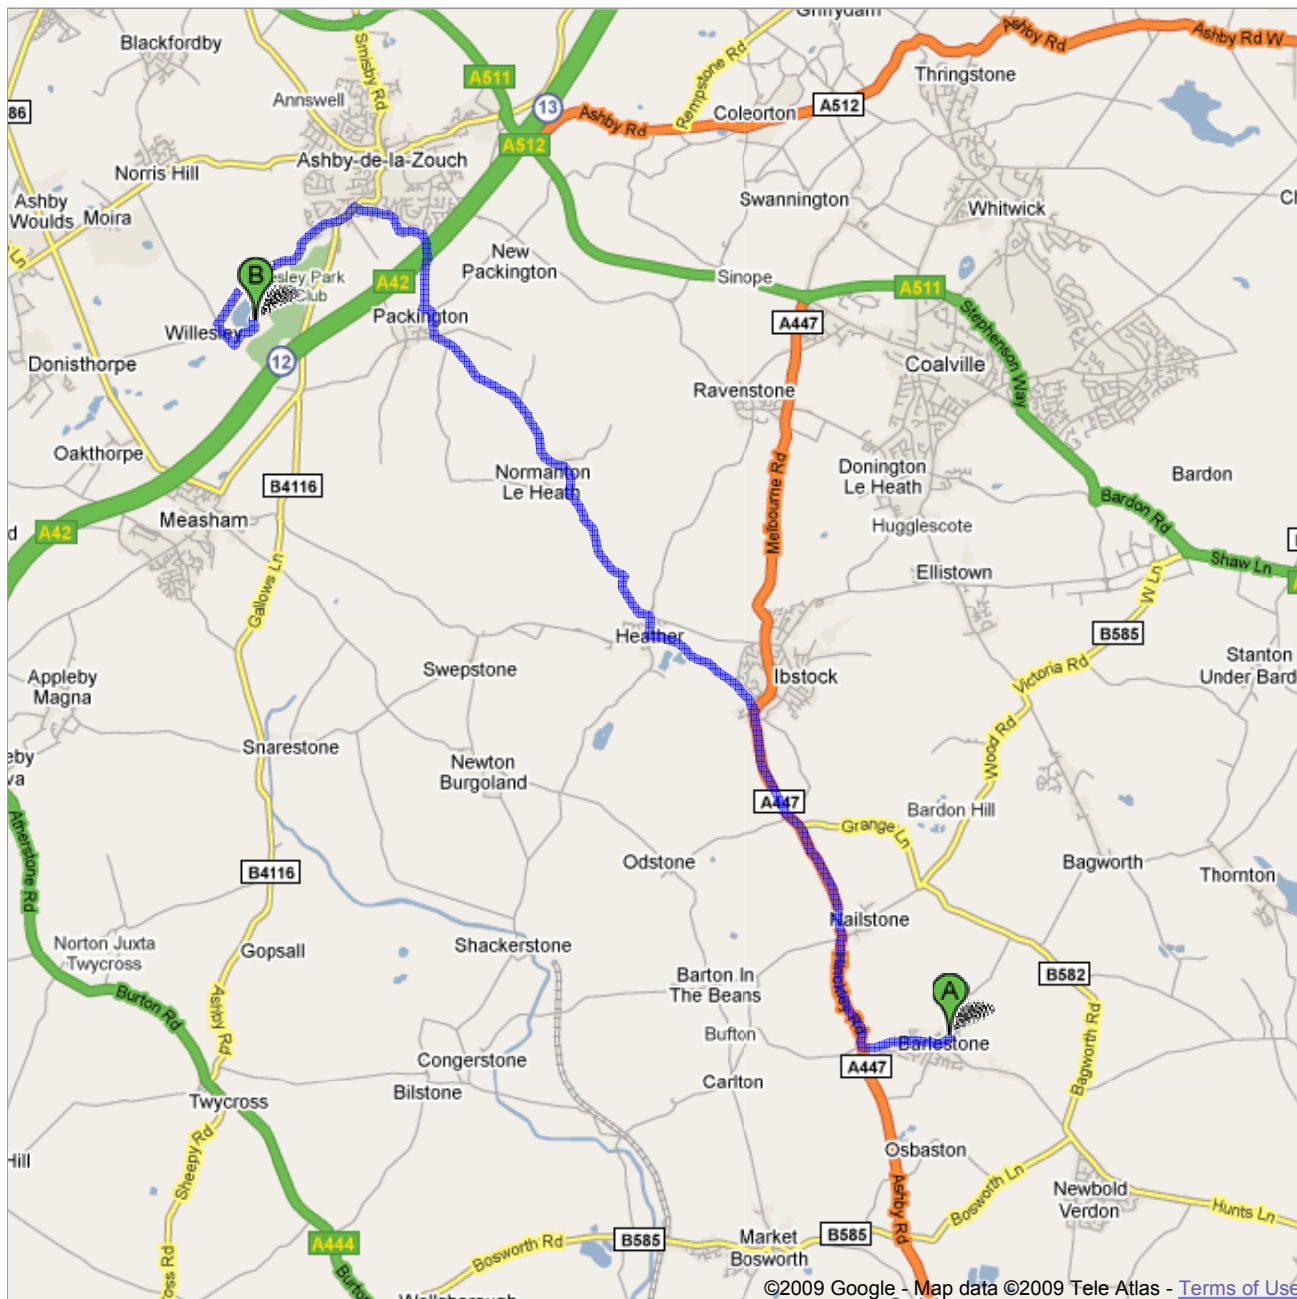 Griffydam
Blackfordby
Smisby Rd
A511
13
Ashby Rd
Ashby Rd W
Rempstone Rd
Thringstone
Annswell
86
Coleorton
A512
A512
Ashby Rd
Ashby-de-la-Zouch
Norris Hill
Swannington
Whitwick
Ashby
Woulds
Moira
New
Packington
B
Sinope
A511
A42
esley Park
Club
Packington
Willesley
A447
Stephenson Way
12
Donisthorpe
Coalville
Ravenstone
Oakthorpe
Normanton
Le Heath
Donington
Le Heath
Bardon
B4116
Melbourne Rd
Bardon Rd
Measham
Hugglescote
A42
Shaw Ln
Ellistown
W Ln
Gallows Ln
Heather
B585
Swepstone
Ibstock
Victoria Rd
Stanton
Under Bard
Appleby
Magna
Snarestone
Wood Rd
Newton
Burgoland
A447
Bardon Hill
Grange Ln
Atherstone Rd
Odstone
Bagworth
B4116
Thornton
Nailstone
Norton Juxta
Twycross
Gopsall
Shackerstone
Barton In
The Beans
B582
A
Burton Rd
Ashby Rd
Bufton
Barlestone
Bagworth Rd
Congerstone
A447
Carlton
Bilstone
Twycross
Sheepy Rd
Osbaston
Ashby Rd
Bosworth Ln
Newbold
Verdon
Hunts Ln
A444
Bosworth Rd
B585
Market
Bosworth
B585
©2009 Google - Map data ©2009 Tele Atlas - Terms of Use